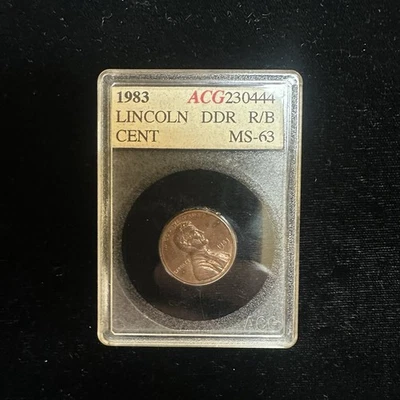 1983 ACG230444
LINCOLN DDR R/B
CENT MS-63